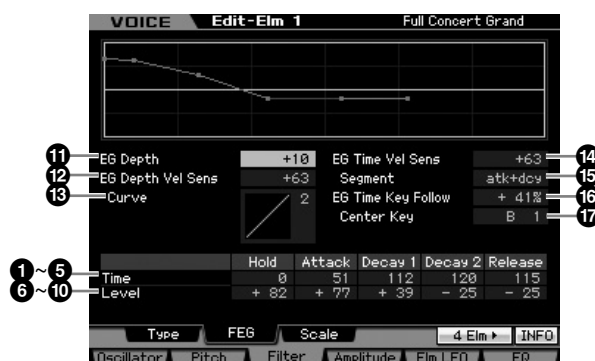 VOICE Edit-Elm 1 Full Concert Grand
11 EG Depth +10 EG Time Vel Sens +63 14
12 EG Depth Vel Sens +63 Segment atk+dcy 15
13 Curve 2 EG Time Key Follow + 41% 16
Center Key B 1 17
Hold Attack Decay 1 Decay 2 Release
1~5 Time 0 51 112 120 115
6~10 Level + 82 + 77 + 39 - 25 - 25
Type FEG Scale 4 Elm INFO
Oscillator Pitch Filter Amplitude Elm LFO EQ